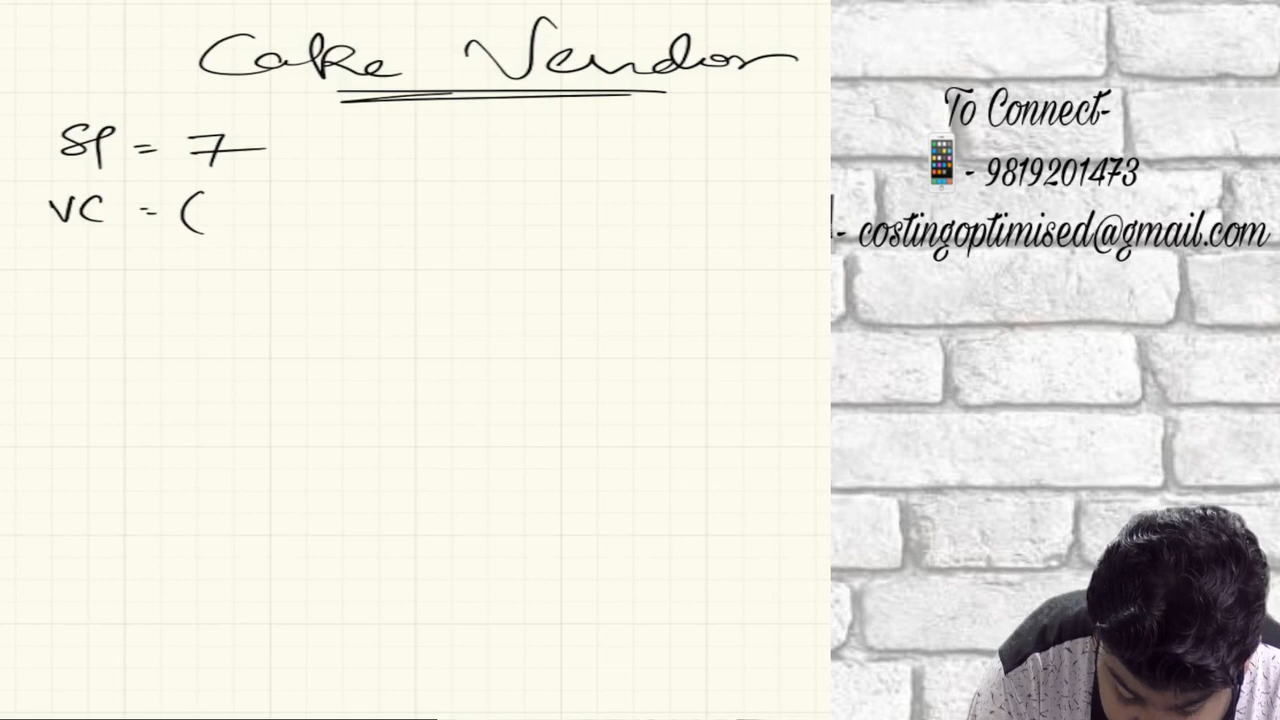 Cake Vendor
SP = 7
VC = (
To Connect-
- 9819201473
- costingoptimised@gmail.com